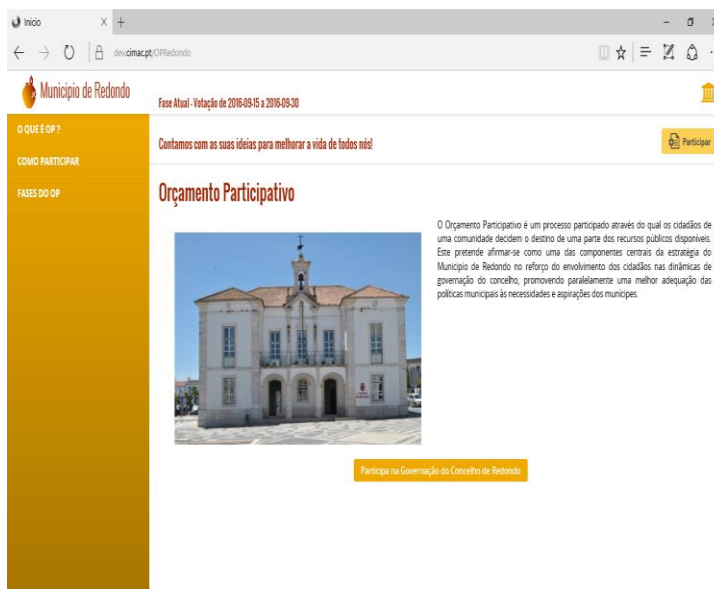 Inicio
dev.cimac.pt/OPRedondo
Municipio de Redondo
Fase Atual - Votação de 2016-09-15 a 2016-09-30
O QUE É OP ?
COMO PARTICIPAR
FASES DO OP
Contamos com as suas ideias para melhorar a vida de todos nós!
Participar
Orçamento Participativo
O Orçamento Participativo é um processo participado através do qual os cidadãos de
uma comunidade decidem o destino de uma parte dos recursos públicos disponíveis.
Este pretende afirmar-se como uma das componentes centrais da estratégia do
Municipio de Redondo no reforço do envolvimento dos cidadãos nas dinâmicas de
governação do concelho, promovendo paralelamente uma melhor adequação das
políticas municipais às necessidades e aspirações dos munícipes.
Participa na Governação do Concelho de Redondo